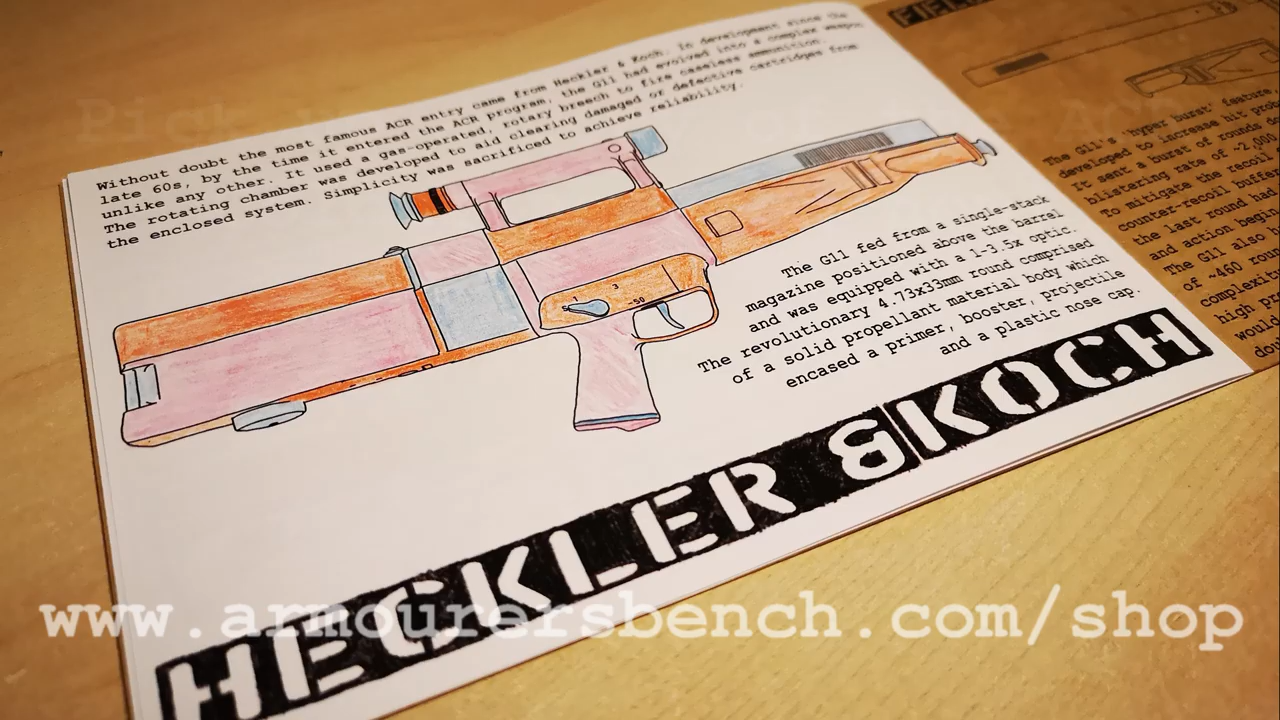 Without doubt the most famous ACR entry came from Heckler & Koch. In development since the
late 60s, by the time it entered the ACR program, the G11 had evolved into a complex weapon
unlike any other. It used a gas-operated, rotary breech to fire caseless ammunition.
The rotating chamber was developed to aid clearing damaged or defective cartridges from
the enclosed system. Simplicity was sacrificed to achieve reliability.
1 3 -50
The G11 fed from a single-stack
magazine positioned above the barrel
and was equipped with a 1-3.5x optic.
The revolutionary 4.73x33mm round comprised
of a solid propellant material body which
encased a primer, booster, projectile
and a plastic nose cap.
HECKLER & KOCH
FIEL
The G11's 'hyper burst' feature,
developed to increase hit prob
It sent a burst of rounds do
blistering rate of ~2,000
To mitigate the recoil
counter-recoil buffer
the last round had
and action begin
The G11 also h
of ~460 roun
complexit
high pr
would
dou
Pick
ACR
www.armourersbench.com/shop